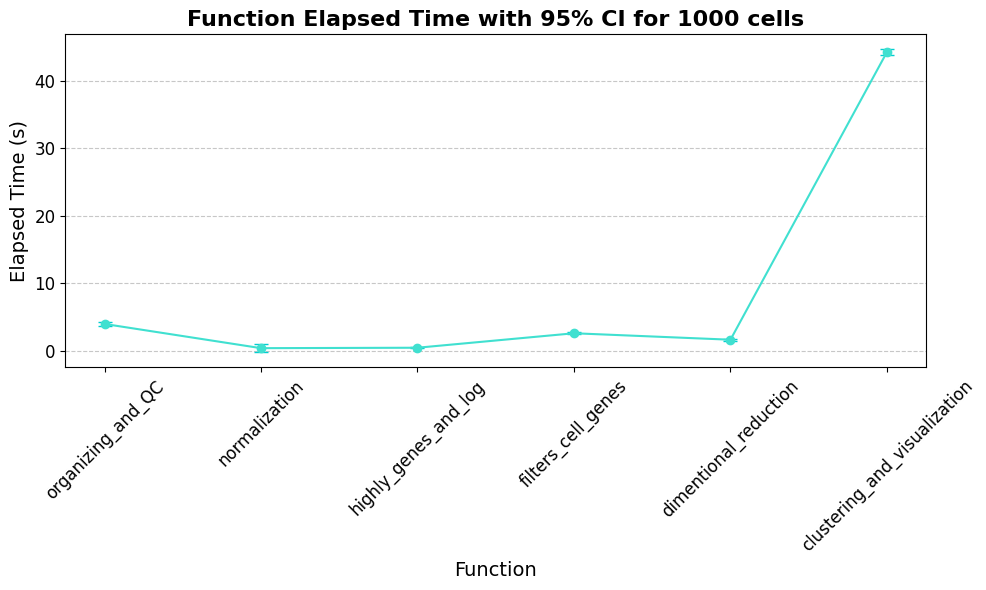 Function Elapsed Time with 95% CI for 1000 cells
Elapsed Time (s)
40
30
20
10
0
organizing_and_QC
normalization
highly_genes_and_log
filters_cell_genes
dimentional_reduction
clustering_and_visualization
Function